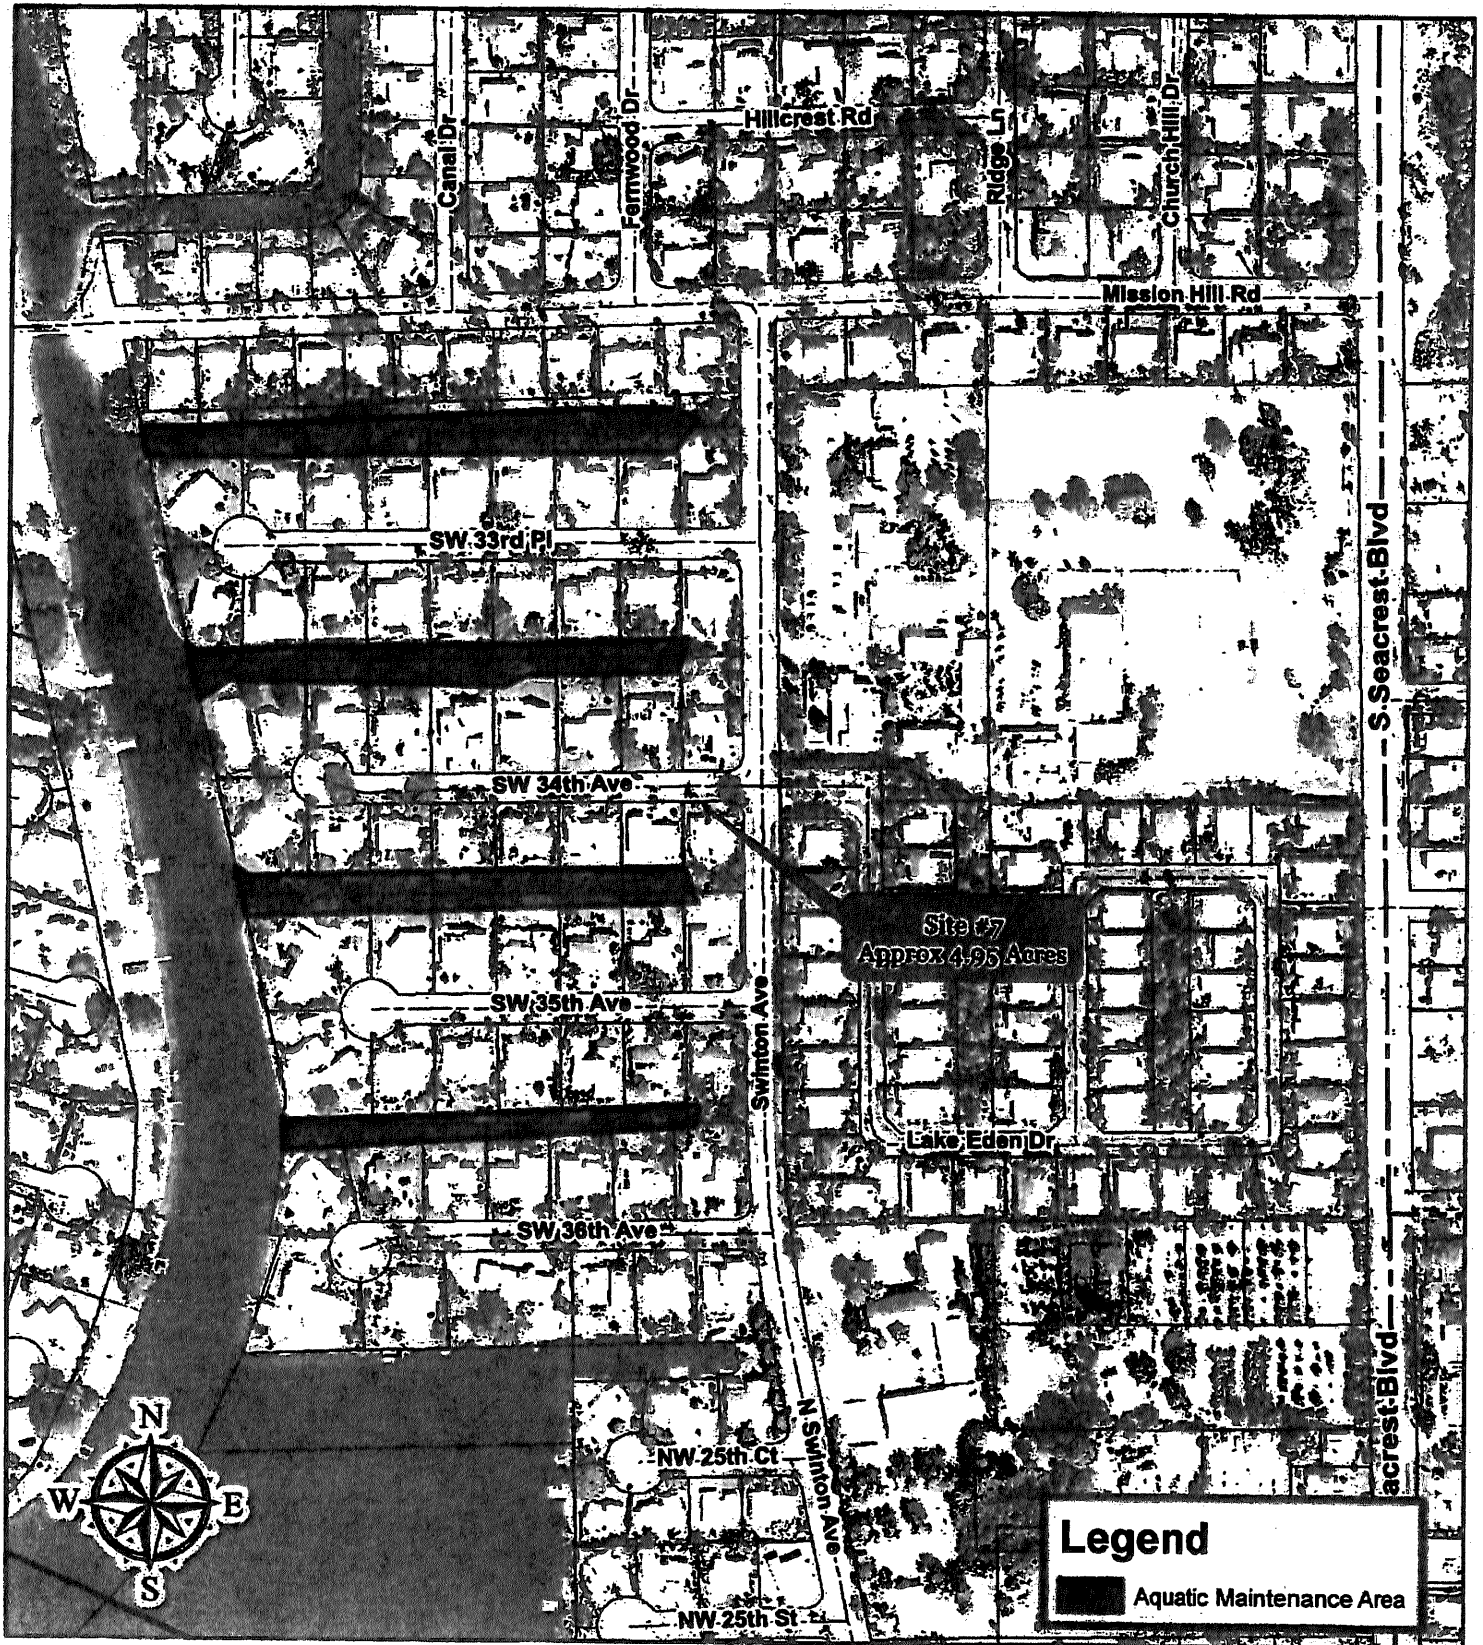 Canal Dr
Fernwood Dr
Hillcrest Rd
Ridge Ln
Church Hill Dr
Mission Hill Rd
SW 33rd Pl
S Seacrest Blvd
SW 34th Ave
Site #7
Approx 4.95 Acres
SW 35th Ave
Swinton Ave
Lake Eden Dr
SW 36th Ave
acrest Blvd
N Swinton Ave
NW 25th Ct
NW 25th St
N
W
E
S
Legend
Aquatic Maintenance Area